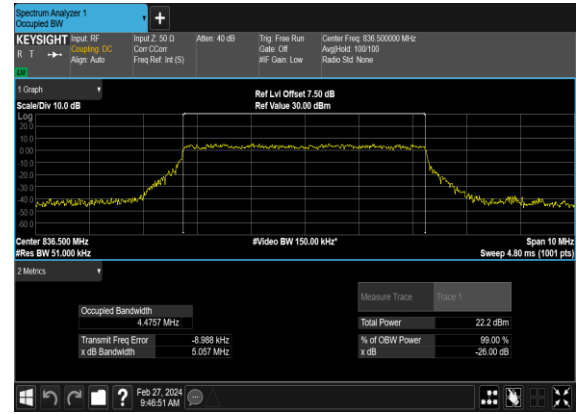 Spectrum Analyzer 1
Occupied BW
KEYSIGHT Input: RF Input Z: 50 Ω Atten: 40 dB Trig: Free Run Center Freq: 836.500000 MHz
R T Coupling: DC Corr CCorr Gate: Off Avg|Hold: 100/100
Align: Auto Freq Ref: Int (S) #IF Gain: Low Radio Std: None
LW
1 Graph
Ref Lvl Offset 7.50 dB
Scale/Div 10.0 dB Ref Value 30.00 dBm
Log
20.0
10.0
0.00
-10.0
-20.0
-30.0
-40.0
-50.0
-60.0
Center 836.500 MHz #Video BW 150.00 kHz* Span 10 MHz
#Res BW 51.000 kHz Sweep 4.80 ms (1001 pts)
2 Metrics
Measure Trace Trace 1
Occupied Bandwidth
4.4757 MHz Total Power 22.2 dBm
Transmit Freq Error -8.988 kHz % of OBW Power 99.00 %
x dB Bandwidth 5.057 MHz x dB -26.00 dB
? Feb 27, 2024
9:46:51 AM